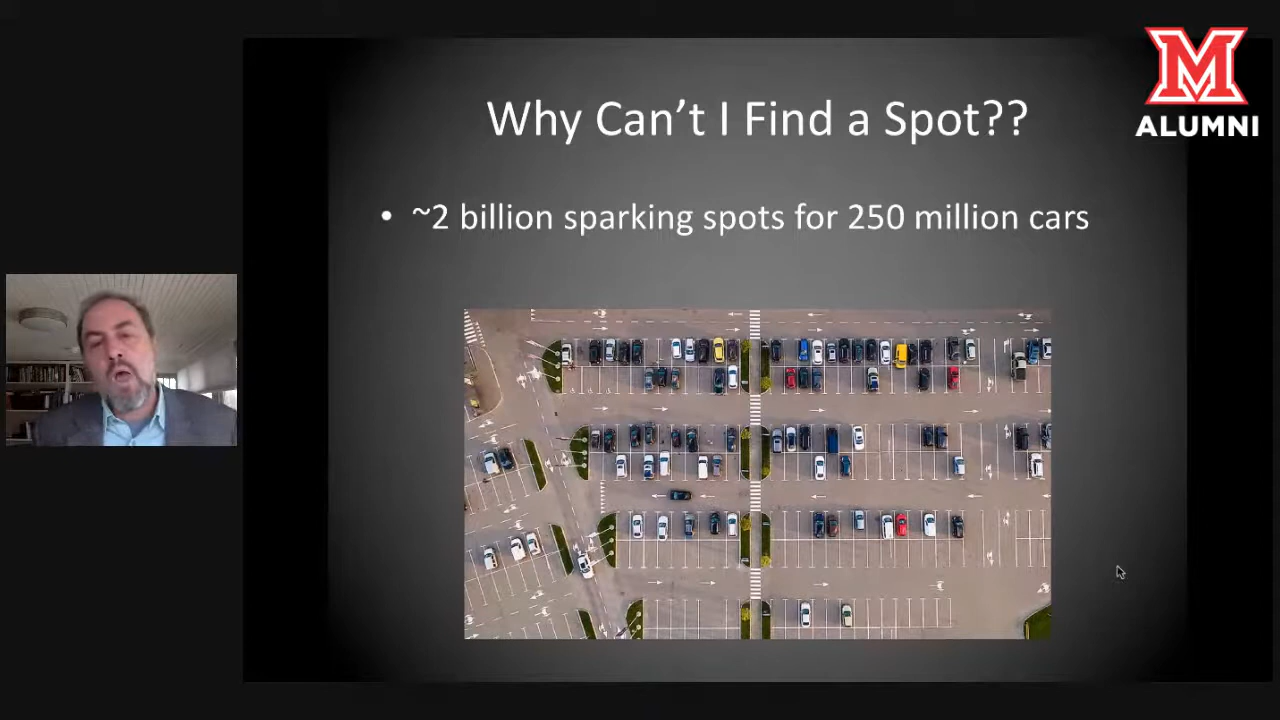 Why Can't I Find a Spot??
• ~2 billion sparking spots for 250 million cars
M
ALUMNI